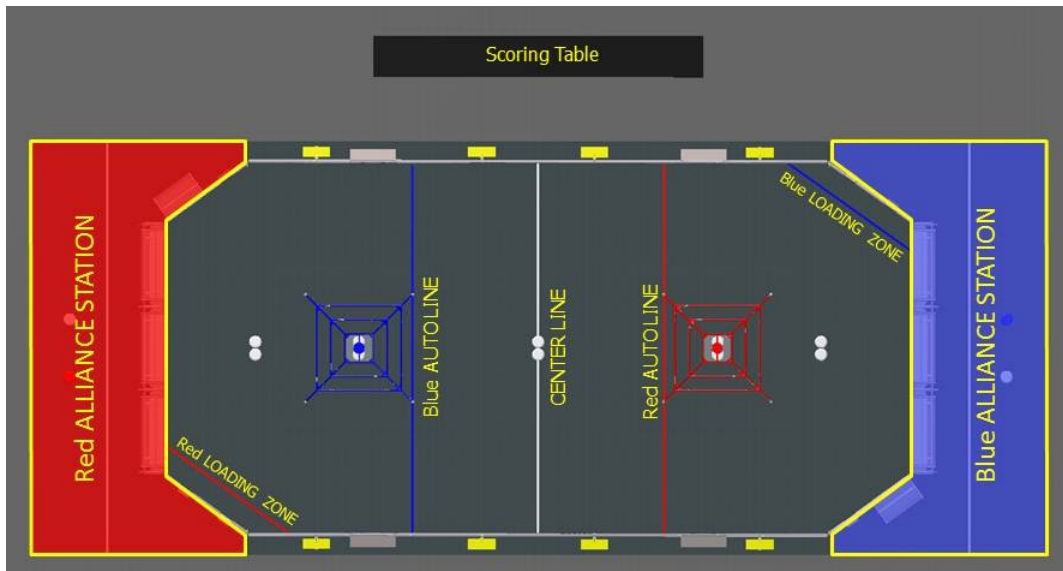 Scoring Table
Red ALLIANCE STATION
Red LOADING ZONE
Blue AUTOLINE
CENTER LINE
Red AUTOLINE
Blue LOADING ZONE
Blue ALLIANCE STATION